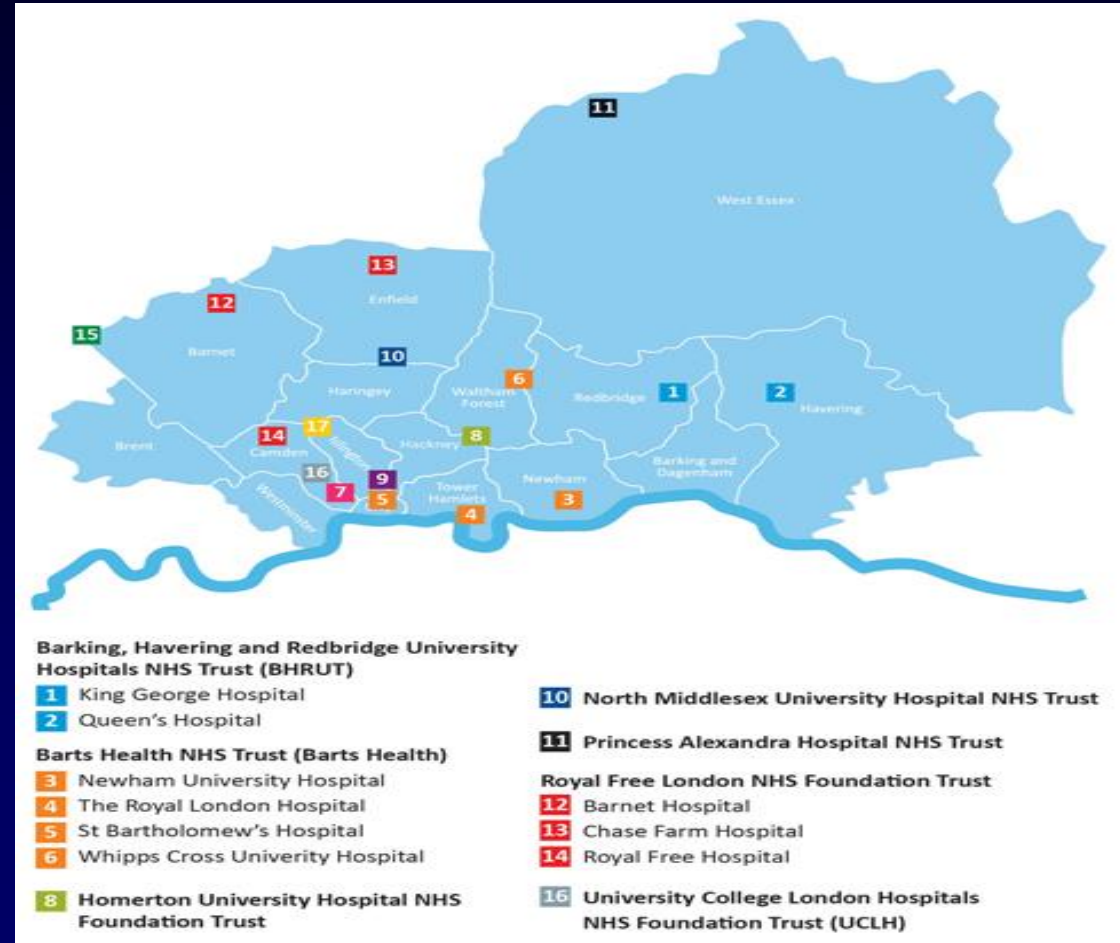 11
West Essex
13
Enfield
12
15
Barnet
10
6
Haringey
Waltham
Forest
Redbridge
1
2
Havering
Brent
14
17
Camden
Islington
Hackney
8
16
7
9
5
Tower
Hamlets
4
Newham
3
Barking and
Dagenham
Westminster
Barking, Havering and Redbridge University
Hospitals NHS Trust (BHRUT)
1 King George Hospital
2 Queen's Hospital
Barts Health NHS Trust (Barts Health)
3 Newham University Hospital
4 The Royal London Hospital
5 St Bartholomew's Hospital
6 Whipps Cross Univerity Hospital
8 Homerton University Hospital NHS
Foundation Trust
10 North Middlesex University Hospital NHS Trust
11 Princess Alexandra Hospital NHS Trust
Royal Free London NHS Foundation Trust
12 Barnet Hospital
13 Chase Farm Hospital
14 Royal Free Hospital
16 University College London Hospitals
NHS Foundation Trust (UCLH)